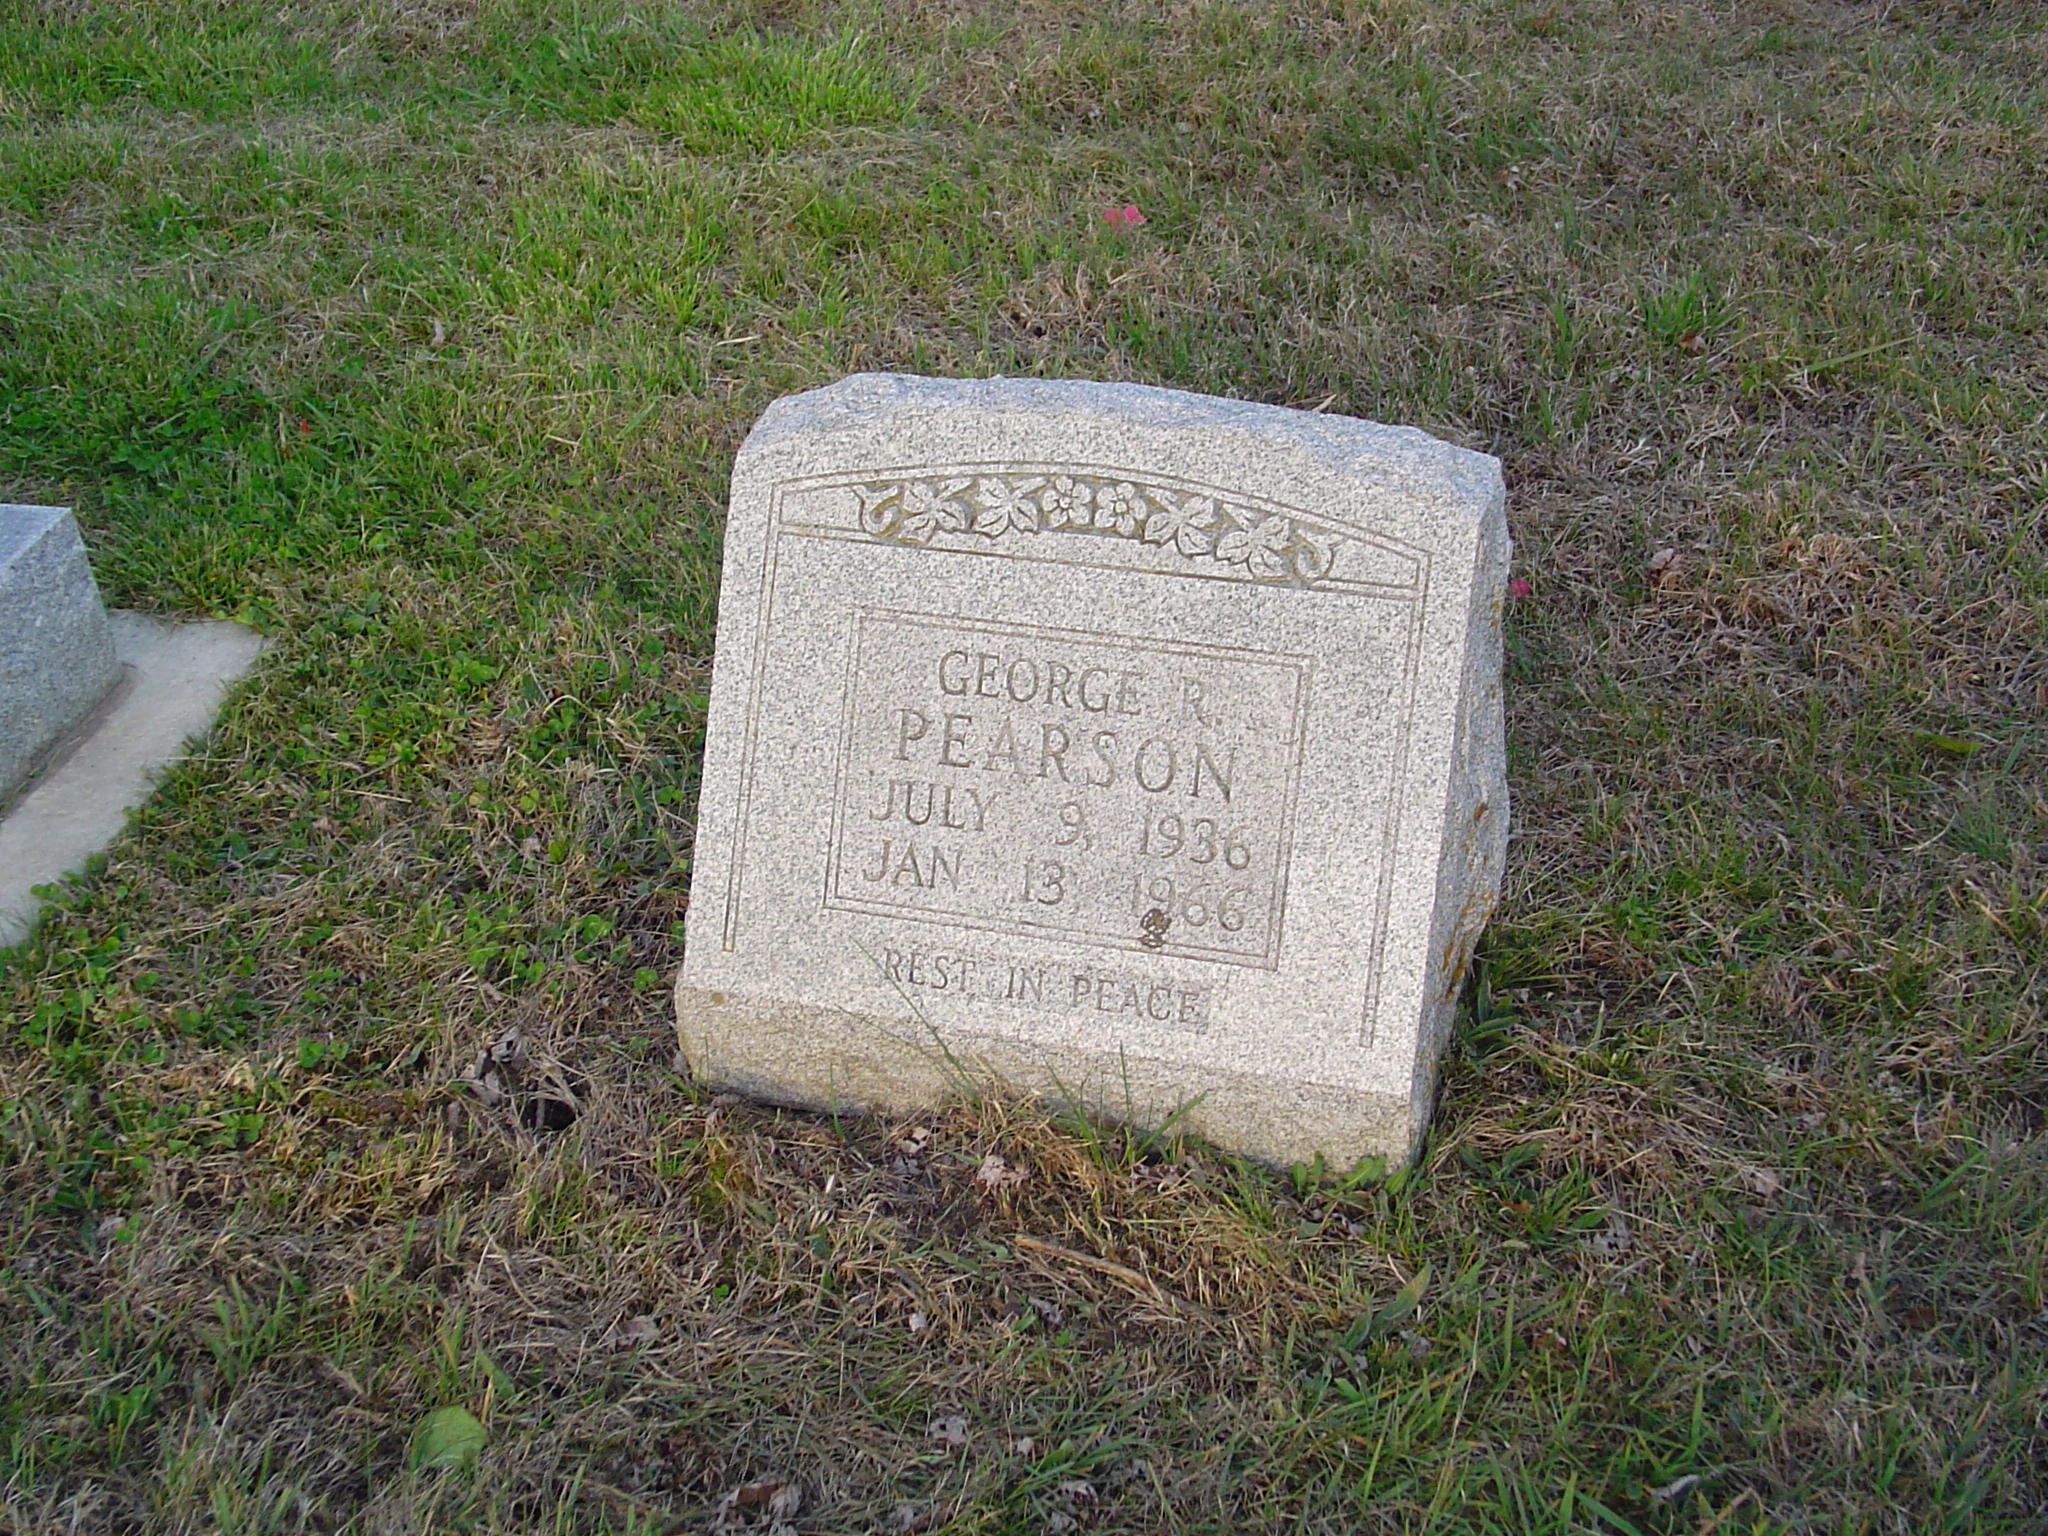 GEORGE R.
PEARSON
JULY 9, 1936
JAN 13, 1966
REST IN PEACE